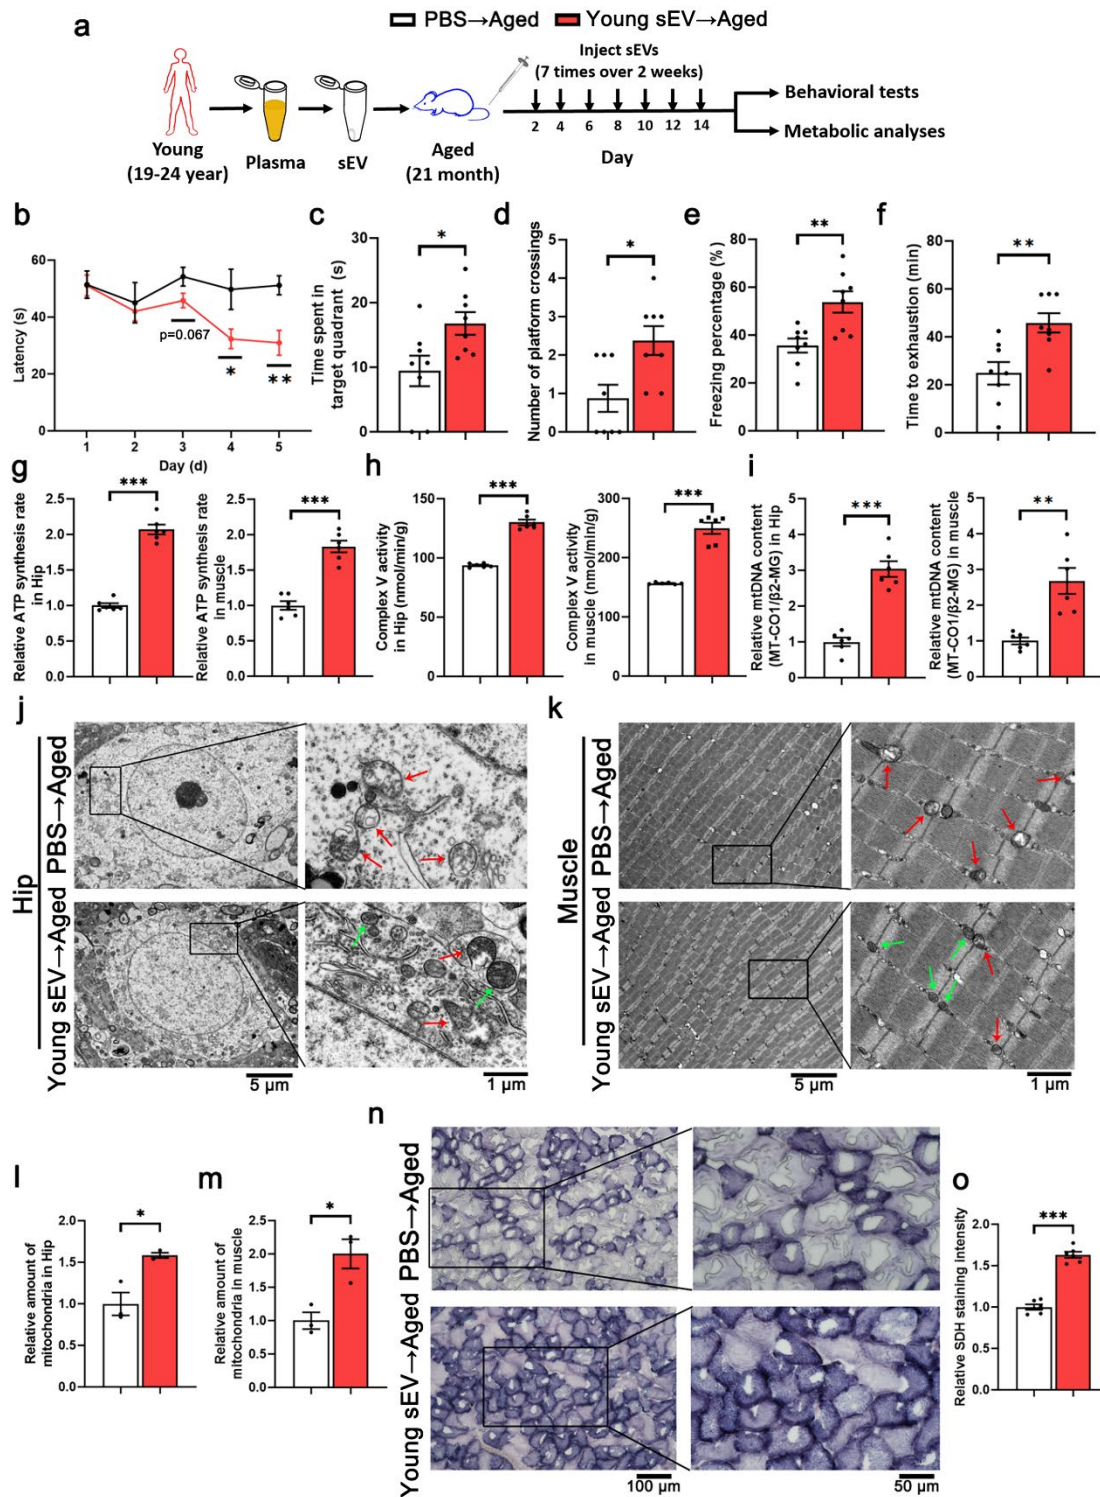 a
PBS→Aged
Young sEV→Aged
Inject sEVs
(7 times over 2 weeks)
Young
(19-24 year)
Plasma
sEV
Aged
(21 month)
2 4 6 8 10 12 14
Day
Behavioral tests
Metabolic analyses
b
Latency (s)
60
40
20
0
p=0.067
*
**
1 2 3 4 5
Day (d)
c
Time spent in
target quadrant (s)
30
20
10
0
*
d
Number of platform crossings
5
4
3
2
1
0
*
e
Freezing percentage (%)
80
60
40
20
0
**
f
Time to exhaustion (min)
80
60
40
20
0
**
g
Relative ATP synthesis rate
in Hip
2.5
2.0
1.5
1.0
0.5
0.0
***
Relative ATP synthesis rate
in muscle
2.5
2.0
1.5
1.0
0.5
0.0
***
h
Complex V activity
in Hip (nmol/min/g)
150
100
50
0
***
Complex V activity
in muscle (nmol/min/g)
300
200
100
0
***
i
Relative mtDNA content
(MT-CO1/β2-MG) in Hip
5
4
3
2
1
0
***
Relative mtDNA content
(MT-CO1/β2-MG) in muscle
5
4
3
2
1
0
**
j
Hip
PBS→Aged
Young sEV→Aged
5 μm
1 μm
k
Muscle
PBS→Aged
Young sEV→Aged
5 μm
1 μm
l
Relative amount of
mitochondria in Hip
2.0
1.5
1.0
0.5
0.0
*
m
Relative amount of
mitochondria in muscle
2.5
2.0
1.5
1.0
0.5
0.0
*
n
PBS→Aged
Young sEV→Aged
100 μm
50 μm
o
Relative SDH staining intensity
2.0
1.5
1.0
0.5
0.0
***